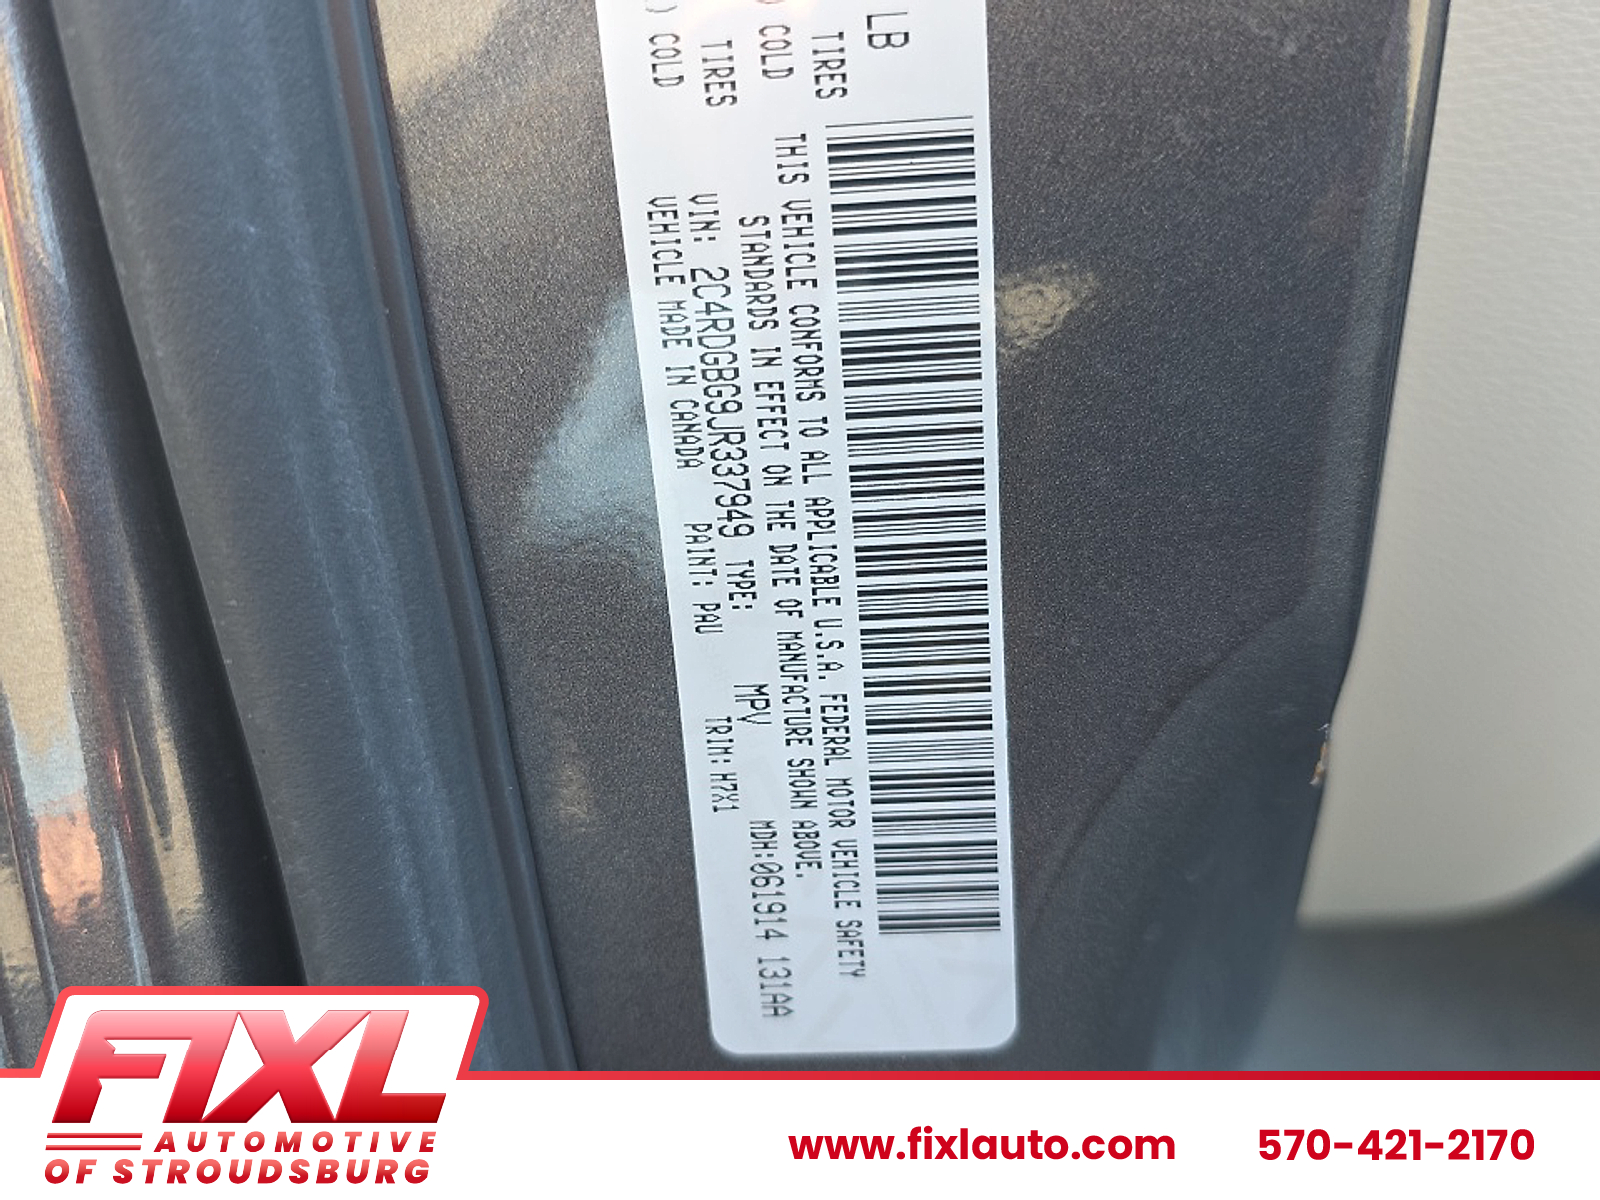 LB
TIRES
) COLD
TIRES
) COLD
THIS VEHICLE CONFORMS TO ALL APPLICABLE U.S.A. FEDERAL MOTOR VEHICLE SAFETY
STANDARDS IN EFFECT ON THE DATE OF MANUFACTURE SHOWN ABOVE.
VIN: 2C4RDGBG9JR337949 TYPE: MPV MDH:061914 131AA
VEHICLE MADE IN CANADA PAINT: PAU TRIM: H7X1
FIXL
AUTOMOTIVE
OF STROUDSBURG
www.fixlauto.com
570-421-2170